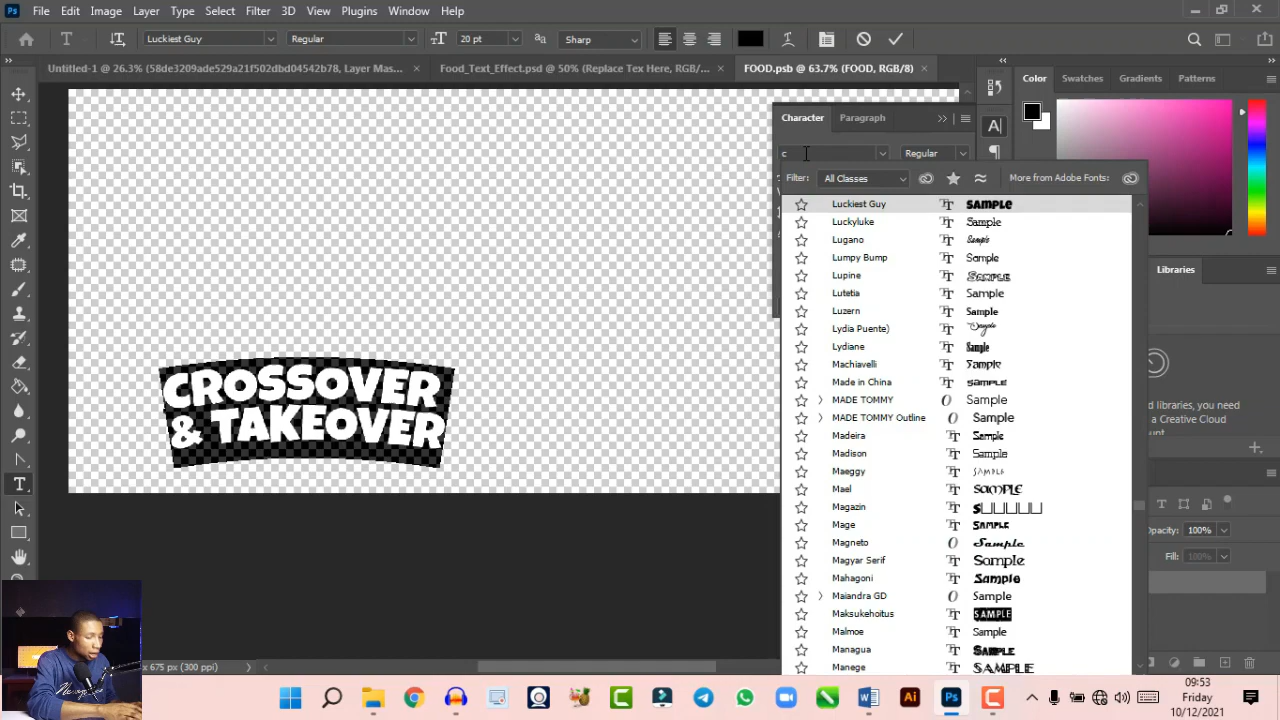 Ps File Edit Image Layer Type Select Filter 3D View Plugins Window Help
T Luckiest Guy Regular 20 pt Sharp
Untitled-1 @ 26.3% (58de3209ade529a21f502dbd04542b78, Layer Mas... × Food_Text_Effect.psd @ 50% (Replace Tex Here, RGB/... × FOOD.psb @ 63.7% (FOOD, RGB/8) ×
Color Swatches Gradients Patterns
Character Paragraph
c Regular
Filter: All Classes More from Adobe Fonts:
Luckiest Guy SAMPLE
Luckyluke Sample
Lugano Sample
Lumpy Bump Sample
Lupine SAMPLE
Lutetia Sample
Luzern Sample
Lydia Puente) Sample
Lydiane Sample
Machiavelli Sample
Made in China SAMPLE
MADE TOMMY Sample
MADE TOMMY Outline Sample
Madeira Sample
Madison Sample
Maeggy SAMPLE
Mael SAMPLE
Magazin S
Mage SAMPLE
Magneto Sample
Magyar Serif Sample
Mahagoni Sample
Maiandra GD Sample
Maksukehoitus SAMPLE
Malmoe Sample
Managua SAMPLE
Manege SAMPLE
Libraries
d libraries, you need
a Creative Cloud
Opacity: 100%
Fill: 100%
CROSSOVER
& TAKEOVER
675 px (300 ppi)
09:53
Friday
10/12/2021